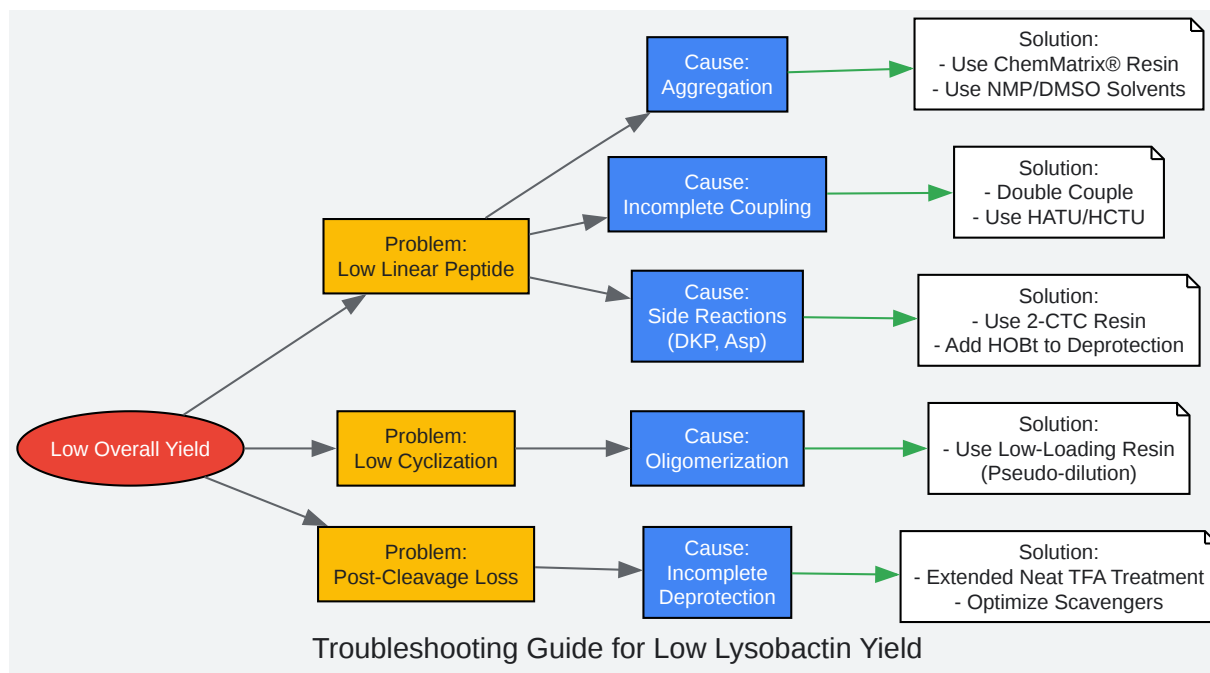 Low Overall Yield
Problem:
Low Linear Peptide
Cause:
Aggregation
Solution:
- Use ChemMatrix® Resin
- Use NMP/DMSO Solvents
Cause:
Incomplete Coupling
Solution:
- Double Couple
- Use HATU/HCTU
Cause:
Side Reactions
(DKP, Asp)
Solution:
- Use 2-CTC Resin
- Add HOBt to Deprotection
Problem:
Low Cyclization
Cause:
Oligomerization
Solution:
- Use Low-Loading Resin
(Pseudo-dilution)
Problem:
Post-Cleavage Loss
Cause:
Incomplete
Deprotection
Solution:
- Extended Neat TFA Treatment
- Optimize Scavengers
Troubleshooting Guide for Low Lysobactin Yield